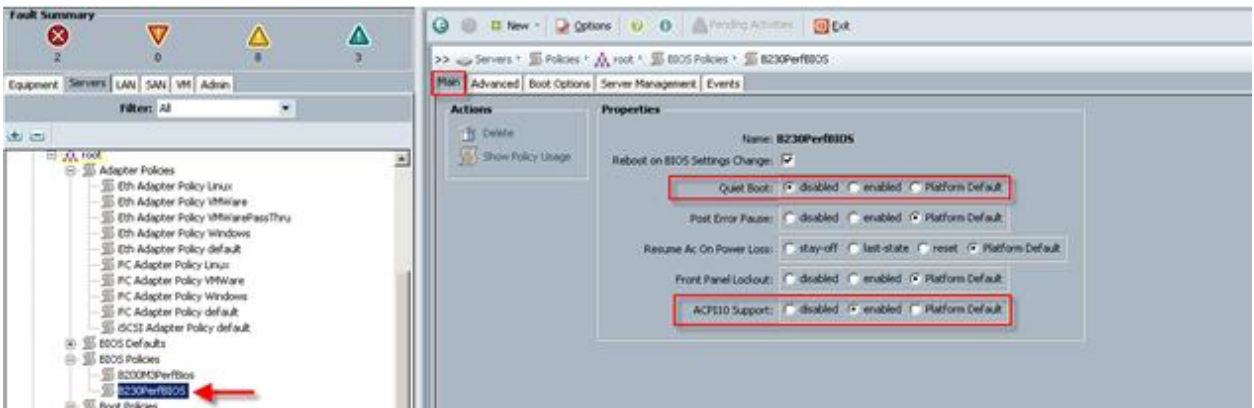 Fault Summary
2 0 8 3
Equipment Servers LAN SAN VM Admin
Filter: All
root
Adapter Policies
Eth Adapter Policy Linux
Eth Adapter Policy VMWare
Eth Adapter Policy VMWarePassThru
Eth Adapter Policy Windows
Eth Adapter Policy default
FC Adapter Policy Linux
FC Adapter Policy VMWare
FC Adapter Policy Windows
FC Adapter Policy default
iSCSI Adapter Policy default
BIOS Defaults
BIOS Policies
B200M3PerfBios
B230PerfBIOS
Boot Policies
New Options Pending Activities Exit
>> Servers Policies root BIOS Policies B230PerfBIOS
Main Advanced Boot Options Server Management Events
Actions
Delete
Show Policy Usage
Properties
Name: B230PerfBIOS
Reboot on BIOS Settings Change:
Quiet Boot: disabled enabled Platform Default
Post Error Pause: disabled enabled Platform Default
Resume Ac On Power Loss: stay-off last-state reset Platform Default
Front Panel Lockout: disabled enabled Platform Default
ACPI10 Support: disabled enabled Platform Default